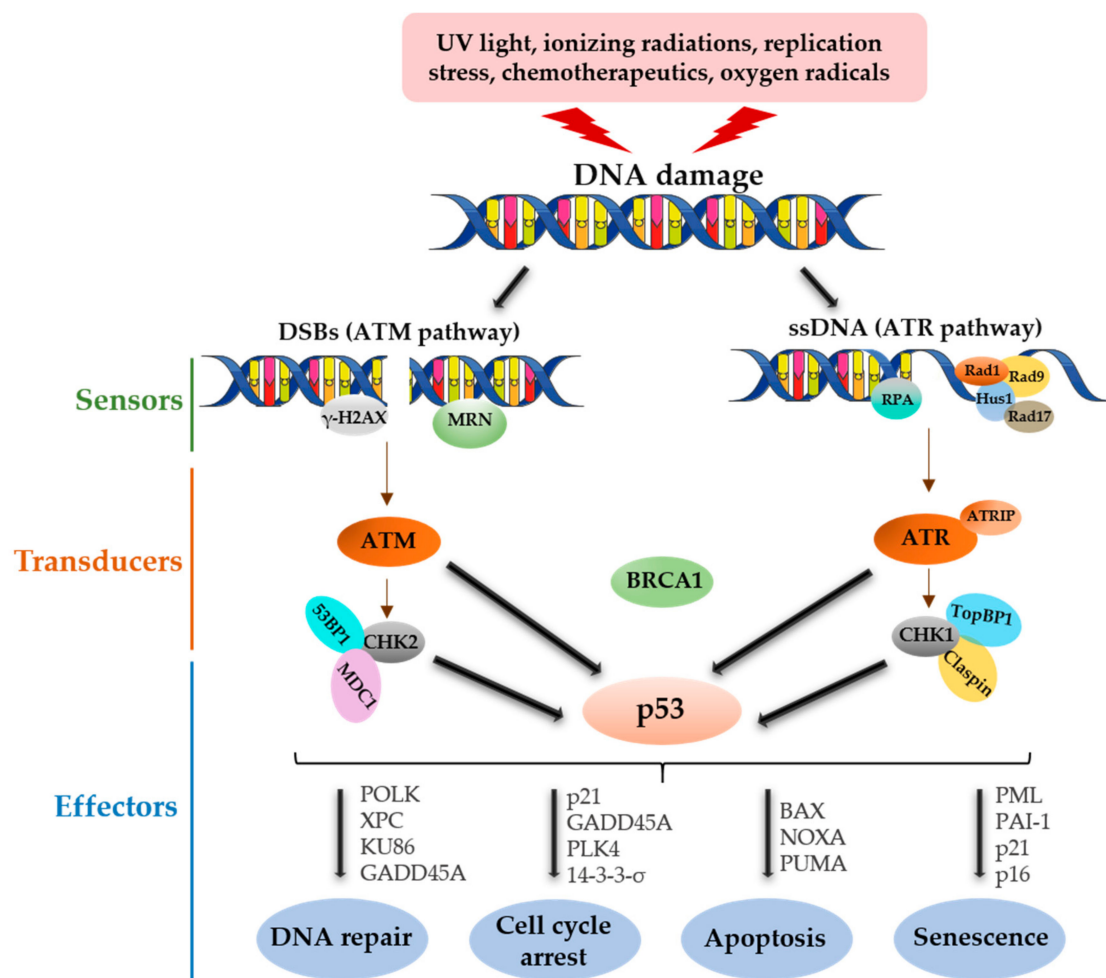 UV light, ionizing radiations, replication
stress, chemotherapeutics, oxygen radicals
DNA damage
DSBs (ATM pathway)
ssDNA (ATR pathway)
Sensors
γ-H2AX
MRN
RPA
Rad1
Rad9
Hus1
Rad17
Transducers
ATM
ATR
ATRIP
BRCA1
53BP1
CHK2
MDC1
CHK1
TopBP1
Claspin
p53
Effectors
POLK
XPC
KU86
GADD45A
p21
GADD45A
PLK4
14-3-3-σ
BAX
NOXA
PUMA
PML
PAI-1
p21
p16
DNA repair
Cell cycle
arrest
Apoptosis
Senescence